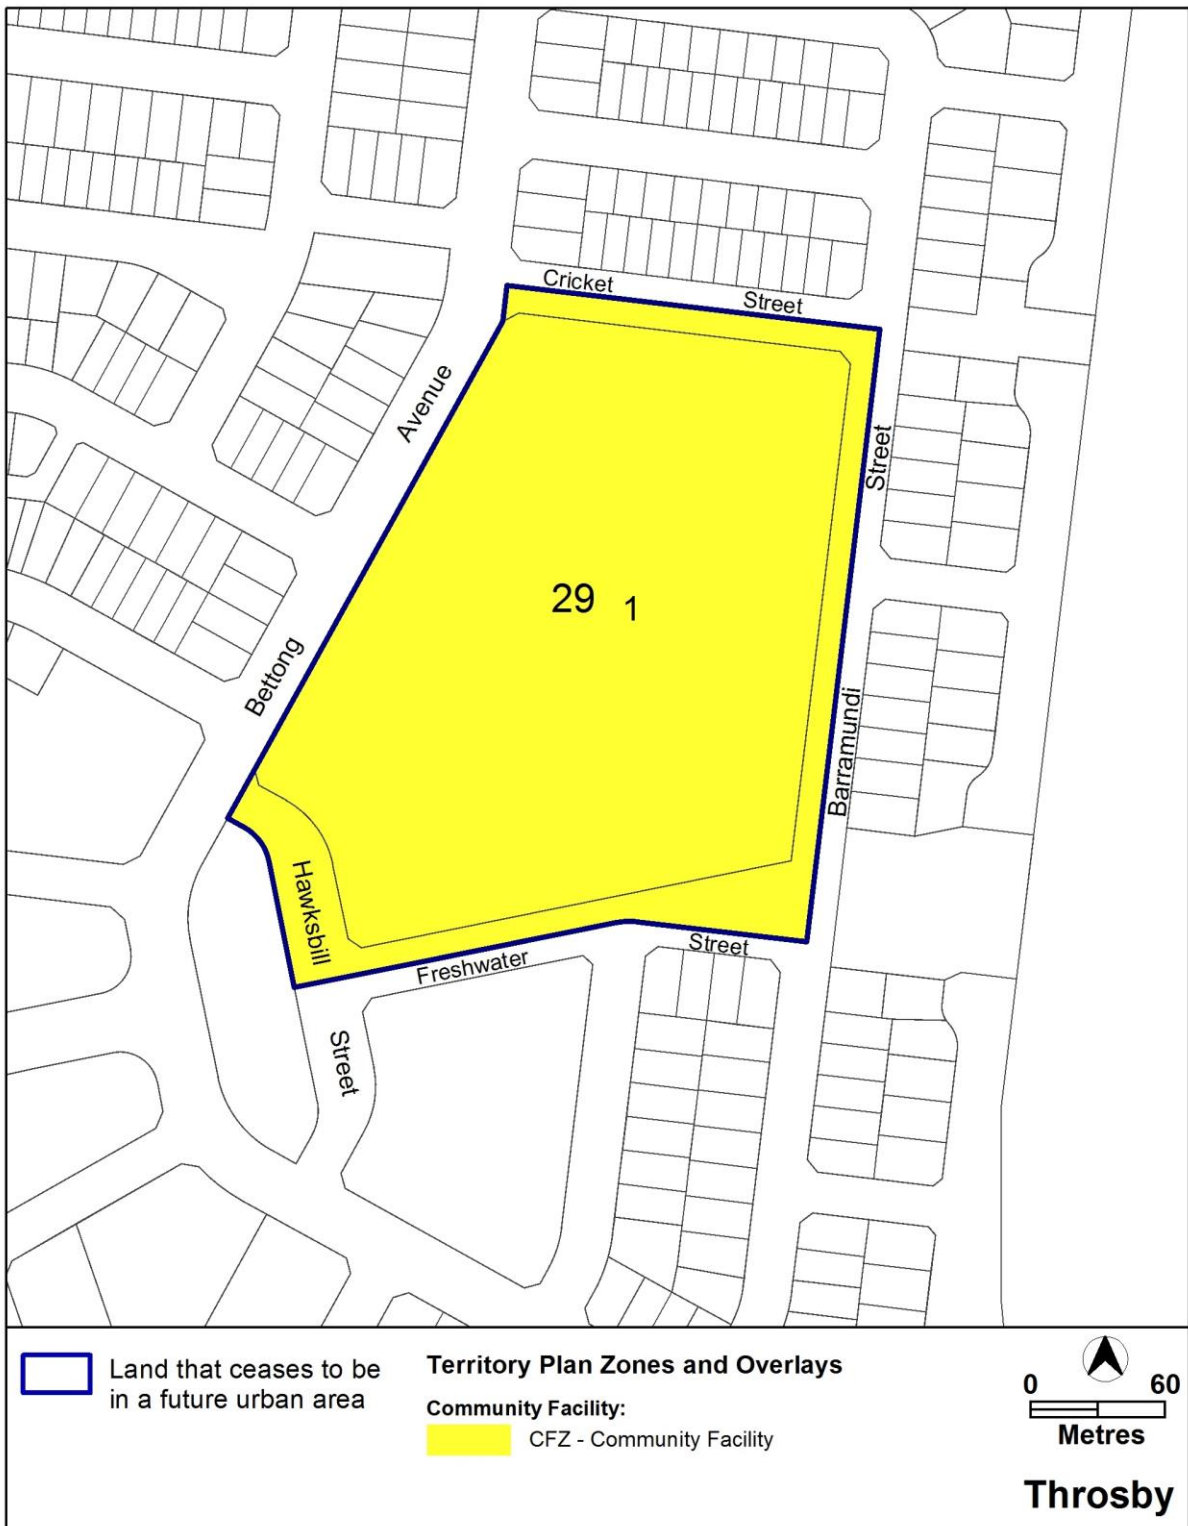 Cricket
Street
Avenue
Street
29 1
Bettong
Barramundi
Hawksbill
Street
Freshwater
Street
Land that ceases to be
in a future urban area
Territory Plan Zones and Overlays
Community Facility:
CFZ - Community Facility
0 60
Metres
Throsby